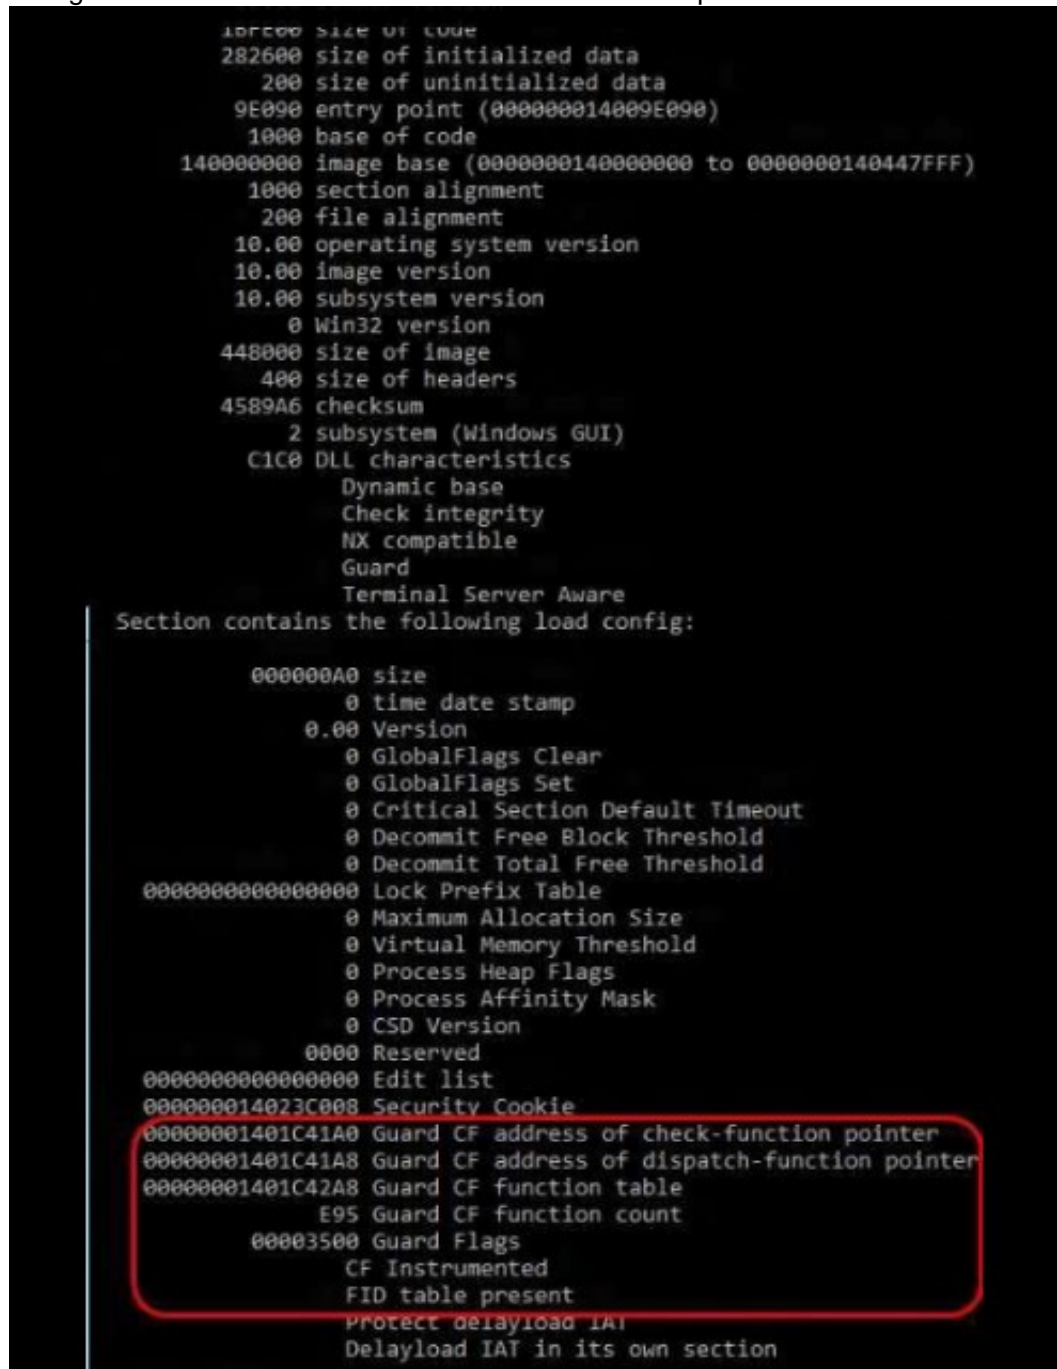 size of code
282600 size of initialized data
200 size of uninitialized data
9E090 entry point (000000014009E090)
1000 base of code
140000000 image base (0000000140000000 to 0000000140447FFF)
1000 section alignment
200 file alignment
10.00 operating system version
10.00 image version
10.00 subsystem version
0 Win32 version
448000 size of image
400 size of headers
4589A6 checksum
2 subsystem (Windows GUI)
C1C0 DLL characteristics
Dynamic base
Check integrity
NX compatible
Guard
Terminal Server Aware
Section contains the following load config:
000000A0 size
0 time date stamp
0.00 Version
0 GlobalFlags Clear
0 GlobalFlags Set
0 Critical Section Default Timeout
0 Decommit Free Block Threshold
0 Decommit Total Free Threshold
0000000000000000 Lock Prefix Table
0 Maximum Allocation Size
0 Virtual Memory Threshold
0 Process Heap Flags
0 Process Affinity Mask
0 CSD Version
0000 Reserved
0000000000000000 Edit list
000000014023C008 Security Cookie
00000001401C41A0 Guard CF address of check-function pointer
00000001401C41A8 Guard CF address of dispatch-function pointer
00000001401C42A8 Guard CF function table
E95 Guard CF function count
00003500 Guard Flags
CF Instrumented
FID table present
Protect delayload IAT
Delayload IAT in its own section